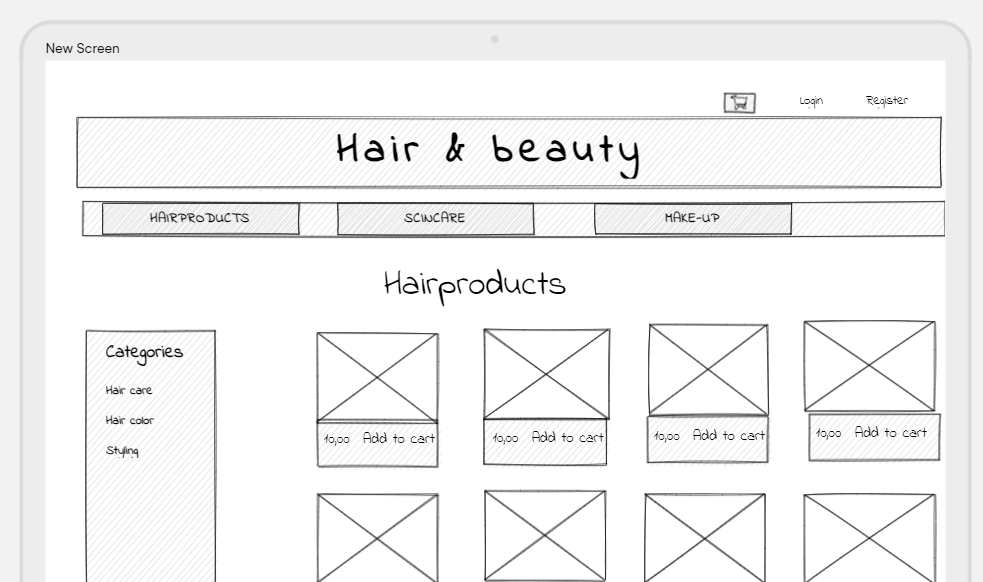 New Screen
Login Register
Hair & beauty
HAIRPRODUCTS SCINCARE MAKE-UP
Hairproducts
Categories
Hair care
Hair color
Styling
10,00 Add to cart 10,00 Add to cart 10,00 Add to cart 10,00 Add to cart